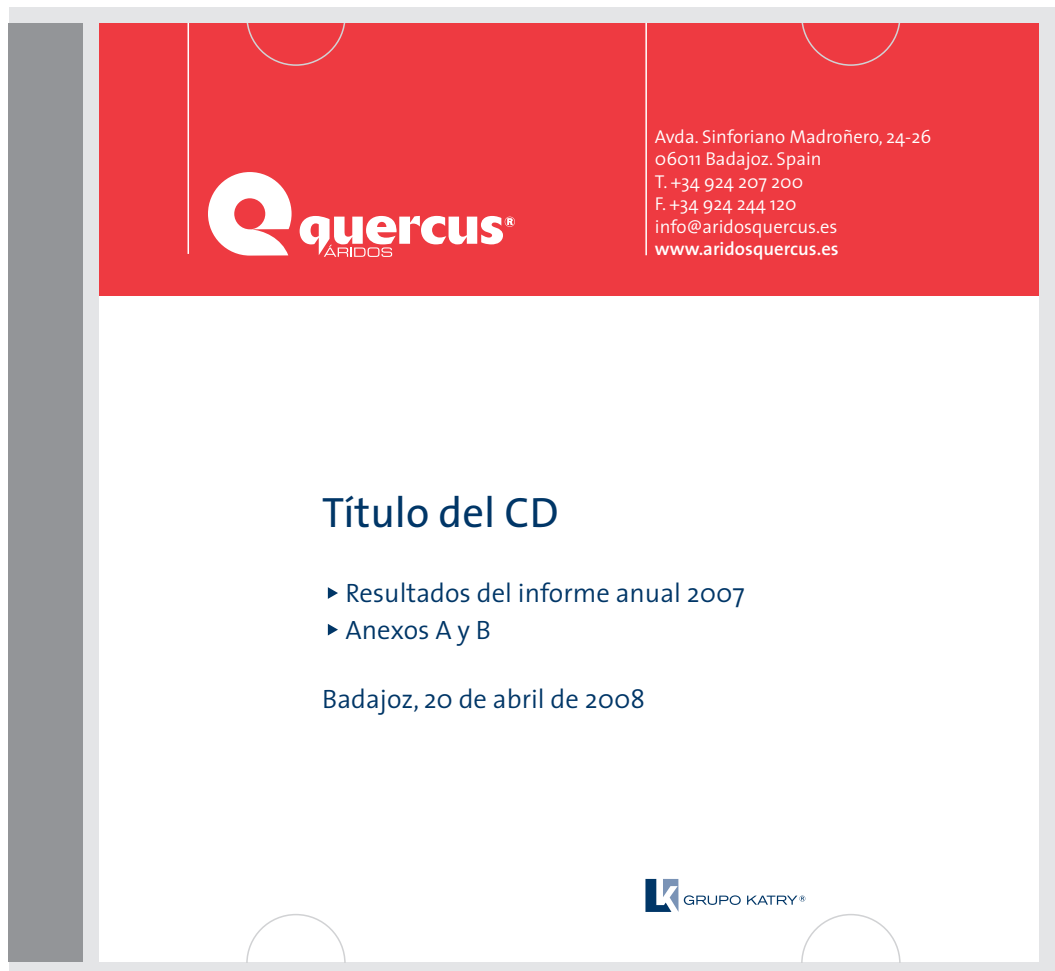 quercus®
ÁRIDOS
Avda. Sinforiano Madroñero, 24-26
06011 Badajoz. Spain
T. +34 924 207 200
F. +34 924 244 120
info@aridosquercus.es
www.aridosquercus.es
Título del CD
▸ Resultados del informe anual 2007
▸ Anexos A y B
Badajoz, 20 de abril de 2008
GRUPO KATRY®